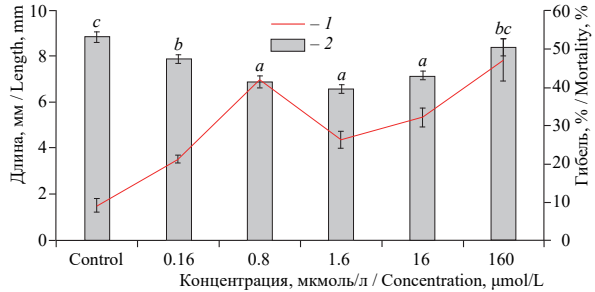 Длина, мм / Length, mm
10
8
6
4
2
0
– 1
– 2
c
b
a
a
a
bc
60
50
40
30
20
10
0
Гибель, % / Mortality, %
Control 0.16 0.8 1.6 16 160
Концентрация, мкмоль/л / Concentration, μmol/L